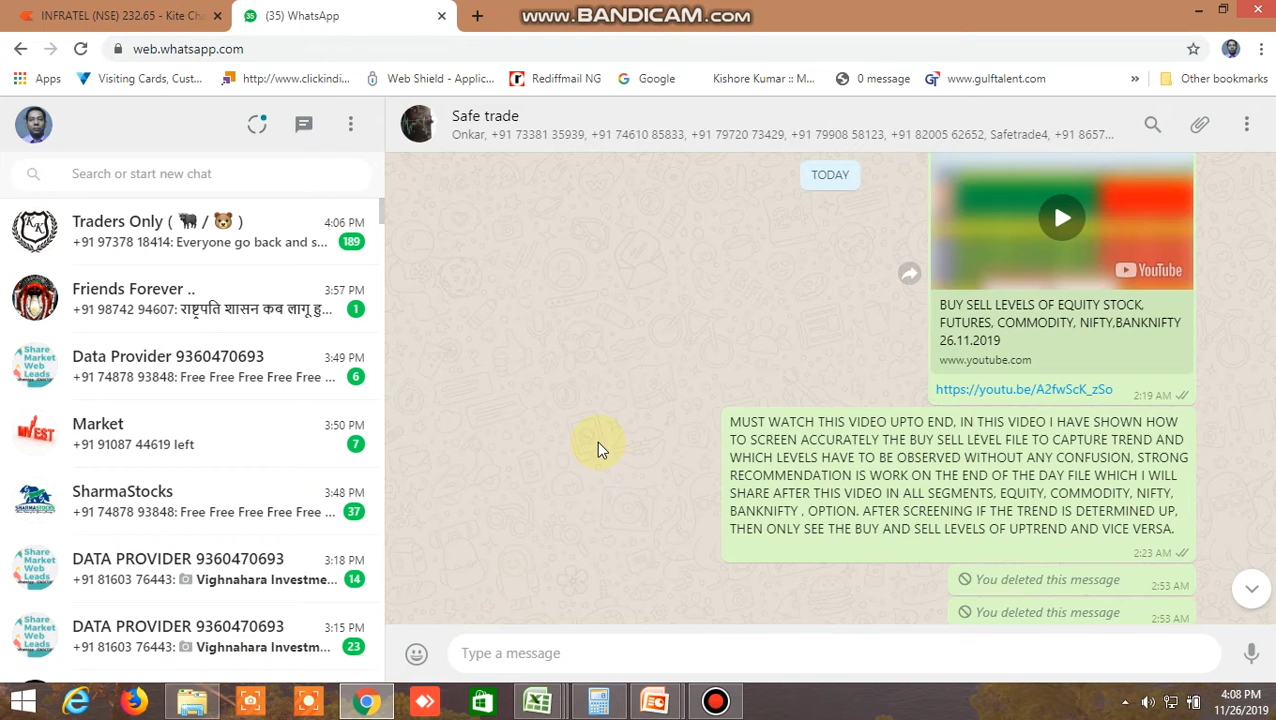 INFRATEL (NSE) 232.65 - Kite Cha
(35) WhatsApp
www.BANDICAM.com
web.whatsapp.com
Apps
Visiting Cards, Cust...
http://www.clickindi...
Web Shield - Applic...
Rediffmail NG
Google
Kishore Kumar :: M...
0 message
www.gulftalent.com
Other bookmarks
Safe trade
Onkar, +91 73381 35939, +91 74610 85833, +91 79720 73429, +91 79908 58123, +91 82005 62652, Safetrade4, +91 8657...
Search or start new chat
Traders Only ( 🐃 / 🐻 )
4:06 PM
+91 97378 18414: Everyone go back and s...
189
Friends Forever ..
3:57 PM
+91 98742 94607: राष्ट्रपति शासन कब लागू हु...
1
Data Provider 9360470693
3:49 PM
+91 74878 93848: Free Free Free Free Free ...
6
Market
3:50 PM
+91 91087 44619 left
7
SharmaStocks
3:48 PM
+91 74878 93848: Free Free Free Free Free ...
37
DATA PROVIDER 9360470693
3:18 PM
+91 81603 76443: Vighnahara Investme...
14
DATA PROVIDER 9360470693
3:15 PM
+91 81603 76443: Vighnahara Investm...
23
TODAY
YouTube
BUY SELL LEVELS OF EQUITY STOCK,
FUTURES, COMMODITY, NIFTY,BANKNIFTY
26.11.2019
www.youtube.com
https://youtu.be/A2fwScK_zSo
2:19 AM
MUST WATCH THIS VIDEO UPTO END, IN THIS VIDEO I HAVE SHOWN HOW
TO SCREEN ACCURATELY THE BUY SELL LEVEL FILE TO CAPTURE TREND AND
WHICH LEVELS HAVE TO BE OBSERVED WITHOUT ANY CONFUSION, STRONG
RECOMMENDATION IS WORK ON THE END OF THE DAY FILE WHICH I WILL
SHARE AFTER THIS VIDEO IN ALL SEGMENTS, EQUITY, COMMODITY, NIFTY,
BANKNIFTY , OPTION. AFTER SCREENING IF THE TREND IS DETERMINED UP,
THEN ONLY SEE THE BUY AND SELL LEVELS OF UPTREND AND VICE VERSA.
2:23 AM
You deleted this message
2:53 AM
You deleted this message
2:53 AM
Type a message
4:08 PM
11/26/2019